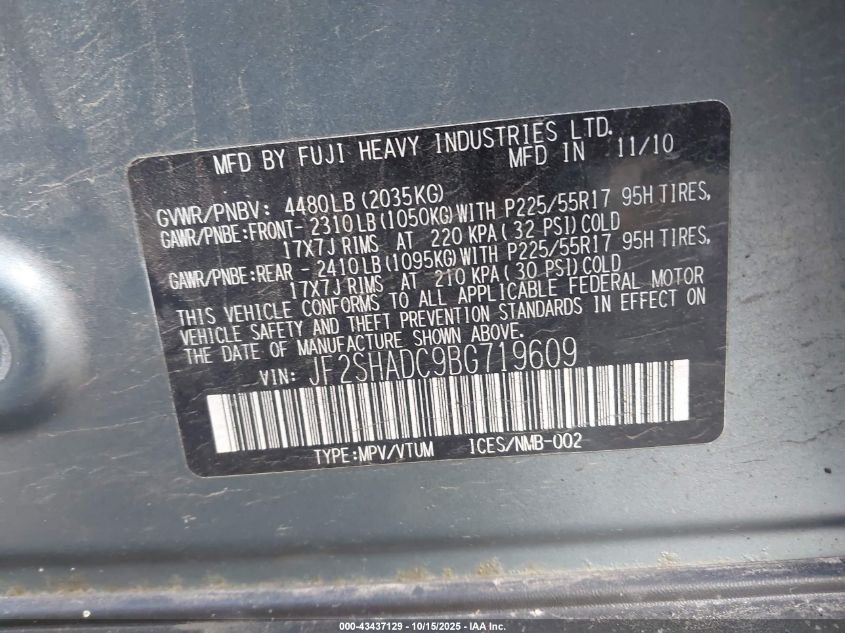 MFD BY FUJI HEAVY INDUSTRIES LTD.
MFD IN 11/10
GVWR/PNBV: 4480LB (2035KG)
GAWR/PNBE:FRONT- 2310LB (1050KG) WITH P225/55R17 95H TIRES,
17X7J RIMS AT 220 KPA ( 32 PSI) COLD
GAWR/PNBE:REAR - 2410LB (1095KG) WITH P225/55R17 95H TIRES,
17X7J RIMS AT 210 KPA ( 30 PSI) COLD
THIS VEHICLE CONFORMS TO ALL APPLICABLE FEDERAL MOTOR
VEHICLE SAFETY AND THEFT PREVENTION STANDARDS IN EFFECT ON
THE DATE OF MANUFACTURE SHOWN ABOVE.
VIN: JF2SHADC9BG719609
TYPE:MPV/VTUM ICES/NMB-002
000-43437129 - 10/15/2025 - IAA, Inc.